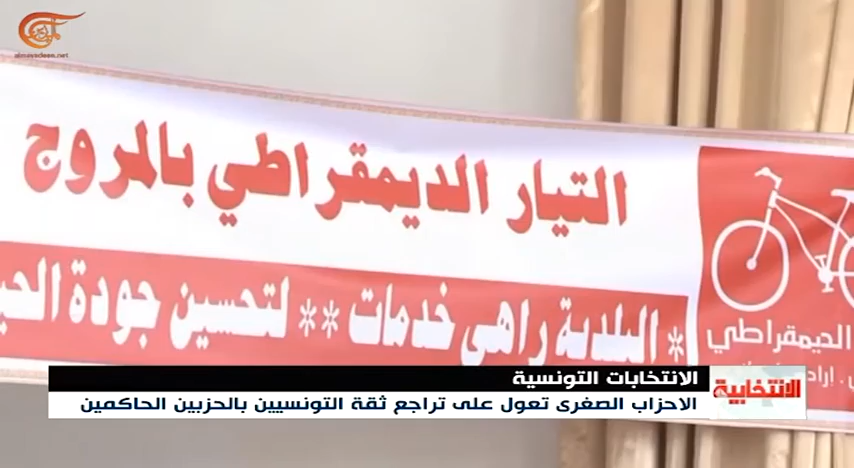 الميادين
almayadeen.net
التيار الديمقراطي بالمروج
* البلدية راهي خدمات ** لتحسين جودة
الديمقراطي
الانتخابية
الانتخابات التونسية
الاحزاب الصغرى تعول على تراجع ثقة التونسيين بالحزبين الحاكمين